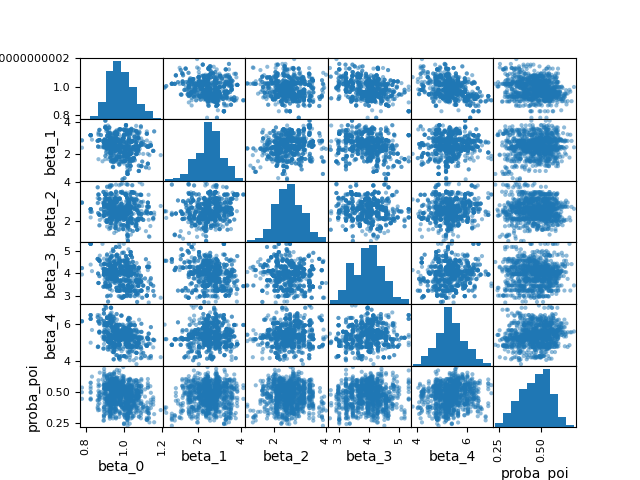 0000000002
1.0
0.8
4
2
beta_1
4
2
beta_2
5
4
3
beta_3
6
4
beta_4
0.50
0.25
proba_poi
0.8 1.0 1.2 2 4 2 4 3 4 5 4 6 0.25 0.50
beta_0 beta_1 beta_2 beta_3 beta_4 proba_poi